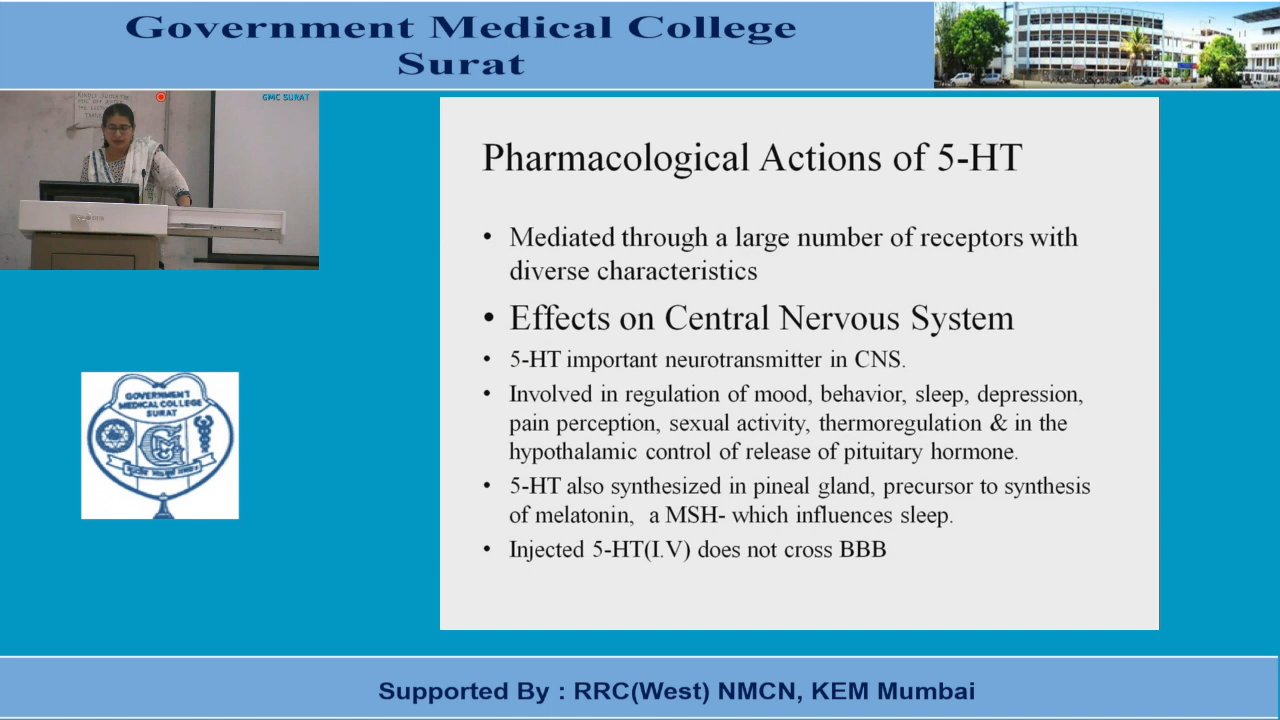 Government Medical College
Surat
GMC SURAT
Pharmacological Actions of 5-HT
• Mediated through a large number of receptors with
diverse characteristics
• Effects on Central Nervous System
• 5-HT important neurotransmitter in CNS.
• Involved in regulation of mood, behavior, sleep, depression,
pain perception, sexual activity, thermoregulation & in the
hypothalamic control of release of pituitary hormone.
• 5-HT also synthesized in pineal gland, precursor to synthesis
of melatonin, a MSH- which influences sleep.
• Injected 5-HT(I.V) does not cross BBB
GOVERNMENT
MEDICAL COLLEGE
SURAT
Supported By : RRC(West) NMCN, KEM Mumbai